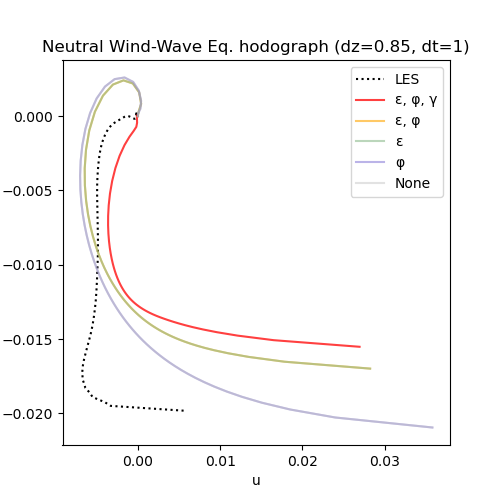 Neutral Wind-Wave Eq. hodograph (dz=0.85, dt=1)
LES
ε, φ, γ
ε, φ
ε
φ
None
0.000
−0.005
−0.010
−0.015
−0.020
0.00
0.01
0.02
0.03
u